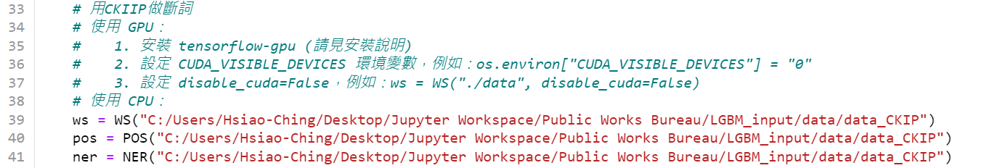 33 # 用CKIIP做斷詞
34 # 使用 GPU：
35 #    1. 安裝 tensorflow-gpu (請見安裝說明)
36 #    2. 設定 CUDA_VISIBLE_DEVICES 環境變數，例如：os.environ["CUDA_VISIBLE_DEVICES"] = "0"
37 #    3. 設定 disable_cuda=False，例如：ws = WS("./data", disable_cuda=False)
38 # 使用 CPU：
39 ws = WS("C:/Users/Hsiao-Ching/Desktop/Jupyter Workspace/Public Works Bureau/LGBM_input/data/data_CKIP")
40 pos = POS("C:/Users/Hsiao-Ching/Desktop/Jupyter Workspace/Public Works Bureau/LGBM_input/data/data_CKIP")
41 ner = NER("C:/Users/Hsiao-Ching/Desktop/Jupyter Workspace/Public Works Bureau/LGBM_input/data/data_CKIP")